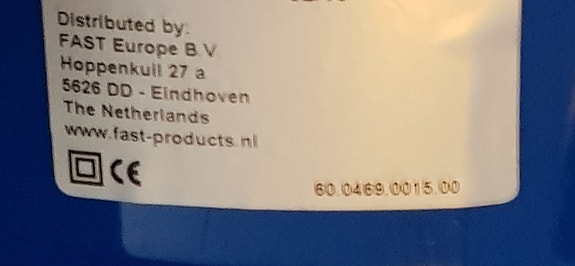 Distributed by:
FAST Europe B.V.
Hoppenkuil 27 a
5626 DD - Eindhoven
The Netherlands
www.fast-products.nl
CE
60.0469.0015.00